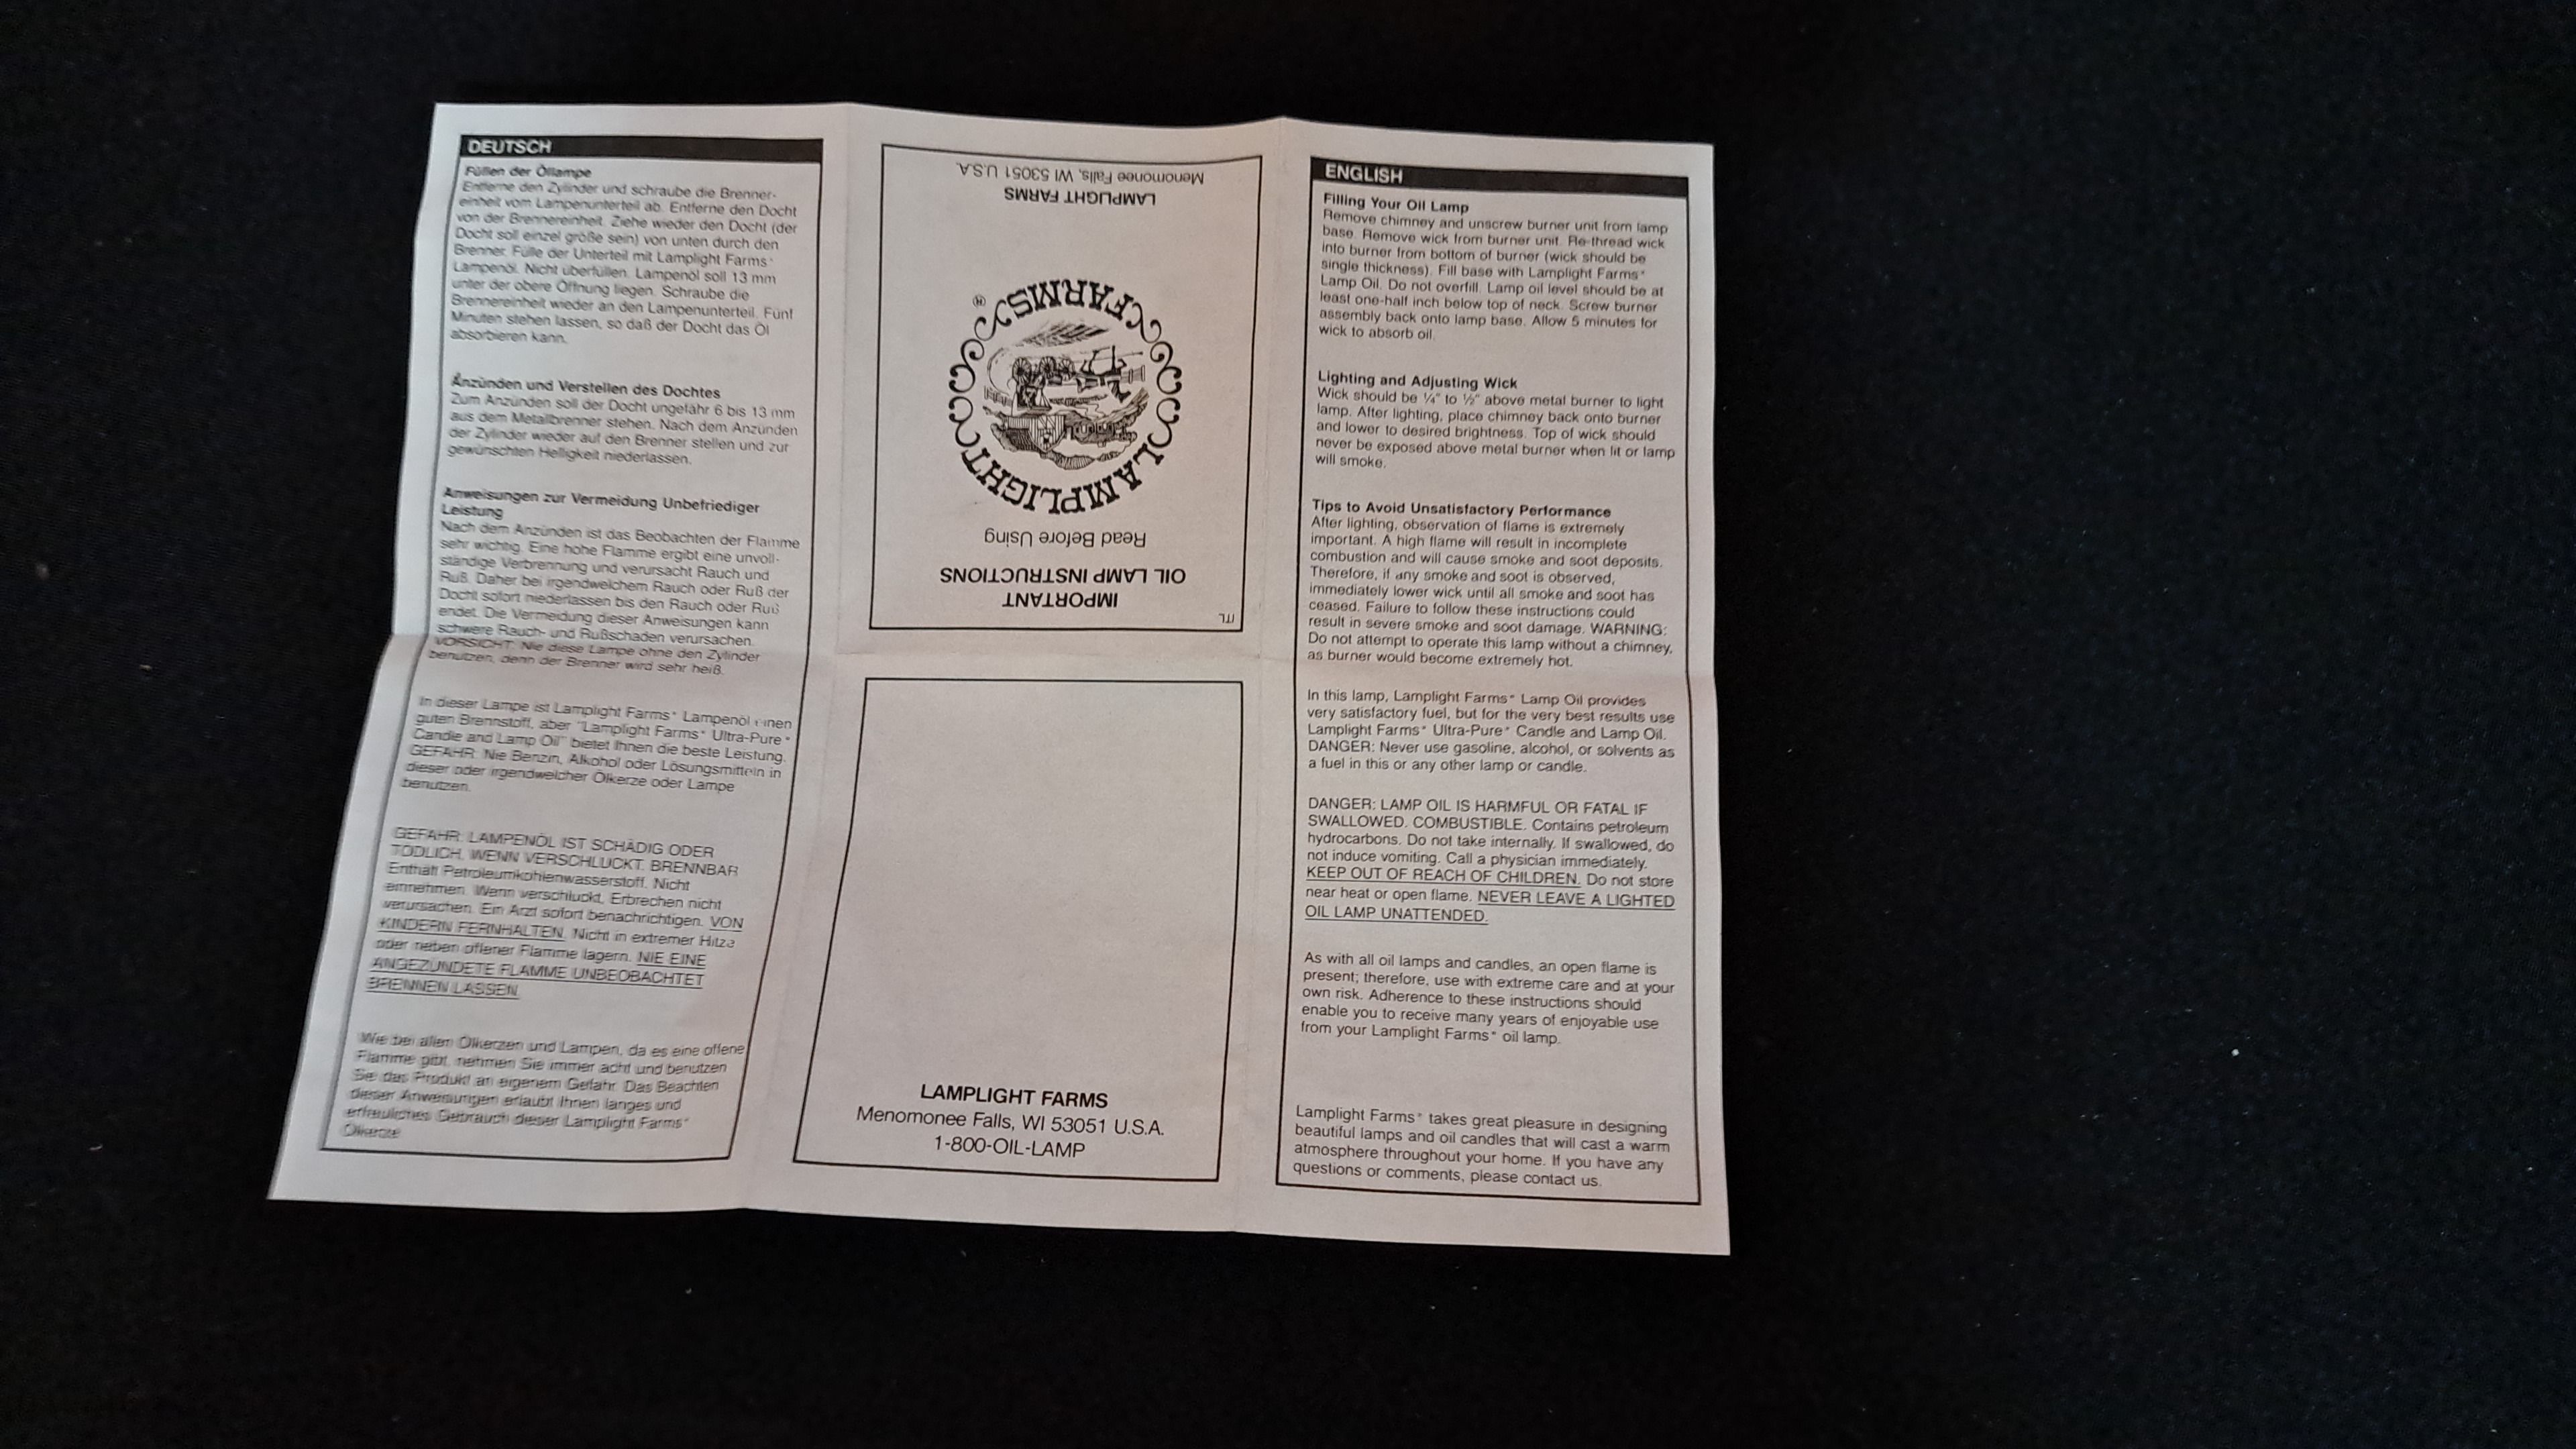 DEUTSCH
Füllen der Öllampe
Entferne den Zylinder und schraube die Brenner-
einheit vom Lampenunterteil ab. Entferne den Docht
von der Brennereinheit. Ziehe wieder den Docht (der
Docht soll einzel größe sein) von unten durch den
Brenner. Fülle der Unterteil mit Lamplight Farms®
Lampenöl. Nicht überfüllen. Lampenöl soll 13 mm
unter der obere Öffnung liegen. Schraube die
Brennereinheit wieder an den Lampenunterteil. Fünf
Minuten stehen lassen, so daß der Docht das Öl
absorbieren kann.
Anzünden und Verstellen des Dochtes
Zum Anzünden soll der Docht ungefähr 6 bis 13 mm
aus dem Metallbrenner stehen. Nach dem Anzünden
der Zylinder wieder auf den Brenner stellen und zur
gewünschten Helligkeit niederlassen.
Anweisungen zur Vermeidung Unbefriediger
Leistung
Nach dem Anzünden ist das Beobachten der Flamme
sehr wichtig. Eine hohe Flamme ergibt eine unvoll-
ständige Verbrennung und verursacht Rauch und
Ruß. Daher bei irgendwelchem Rauch oder Ruß der
Docht sofort niederlassen bis den Rauch oder Ruß
endet. Die Vermeidung dieser Anweisungen kann
schwere Rauch- und Rußschaden verursachen.
VORSICHT: Nie diese Lampe ohne den Zylinder
benutzen, denn der Brenner wird sehr heiß.
In dieser Lampe ist Lamplight Farms® Lampenöl einen
guten Brennstoff, aber "Lamplight Farms® Ultra-Pure®
Candle and Lamp Oil" bietet Ihnen die beste Leistung.
GEFAHR: Nie Benzin, Alkohol oder Lösungsmitteln in
dieser oder irgendwelcher Ölkerze oder Lampe
benutzen.
GEFAHR: LAMPENÖL IST SCHÄDIG ODER
TÖDLICH, WENN VERSCHLUCKT. BRENNBAR
Enthält Petroleumkohlenwasserstoff. Nicht
einnehmen. Wenn verschluckt, Erbrechen nicht
verursachen. Ein Arzt sofort benachrichtigen. VON
KINDERN FERNHALTEN. Nicht in extremer Hitze
oder neben offener Flamme lagern. NIE EINE
ANGEZÜNDETE FLAMME UNBEOBACHTET
BRENNEN LASSEN.
Wie bei allen Ölkerzen und Lampen, da es eine offene
Flamme gibt, nehmen Sie immer acht und benutzen
Sie das Produkt an eigenem Gefahr. Das Beachten
dieser Anweisungen erlaubt Ihnen langes und
erfreuliches Gebrauch dieser Lamplight Farms®
Ölkerze.
ITL
IMPORTANT
OIL LAMP INSTRUCTIONS
Read Before Using
LAMPLIGHT
FARMS ®
LAMPLIGHT FARMS
Menomonee Falls, WI 53051 U.S.A.
LAMPLIGHT FARMS
Menomonee Falls, WI 53051 U.S.A.
1-800-OIL-LAMP
ENGLISH
Filling Your Oil Lamp
Remove chimney and unscrew burner unit from lamp
base. Remove wick from burner unit. Re-thread wick
into burner from bottom of burner (wick should be
single thickness). Fill base with Lamplight Farms®
Lamp Oil. Do not overfill. Lamp oil level should be at
least one-half inch below top of neck. Screw burner
assembly back onto lamp base. Allow 5 minutes for
wick to absorb oil.
Lighting and Adjusting Wick
Wick should be ¼" to ½" above metal burner to light
lamp. After lighting, place chimney back onto burner
and lower to desired brightness. Top of wick should
never be exposed above metal burner when lit or lamp
will smoke.
Tips to Avoid Unsatisfactory Performance
After lighting, observation of flame is extremely
important. A high flame will result in incomplete
combustion and will cause smoke and soot deposits.
Therefore, if any smoke and soot is observed,
immediately lower wick until all smoke and soot has
ceased. Failure to follow these instructions could
result in severe smoke and soot damage. WARNING:
Do not attempt to operate this lamp without a chimney,
as burner would become extremely hot.
In this lamp, Lamplight Farms® Lamp Oil provides
very satisfactory fuel, but for the very best results use
Lamplight Farms® Ultra-Pure® Candle and Lamp Oil.
DANGER: Never use gasoline, alcohol, or solvents as
a fuel in this or any other lamp or candle.
DANGER: LAMP OIL IS HARMFUL OR FATAL IF
SWALLOWED. COMBUSTIBLE. Contains petroleum
hydrocarbons. Do not take internally. If swallowed, do
not induce vomiting. Call a physician immediately.
KEEP OUT OF REACH OF CHILDREN. Do not store
near heat or open flame. NEVER LEAVE A LIGHTED
OIL LAMP UNATTENDED.
As with all oil lamps and candles, an open flame is
present; therefore, use with extreme care and at your
own risk. Adherence to these instructions should
enable you to receive many years of enjoyable use
from your Lamplight Farms® oil lamp.
Lamplight Farms® takes great pleasure in designing
beautiful lamps and oil candles that will cast a warm
atmosphere throughout your home. If you have any
questions or comments, please contact us.